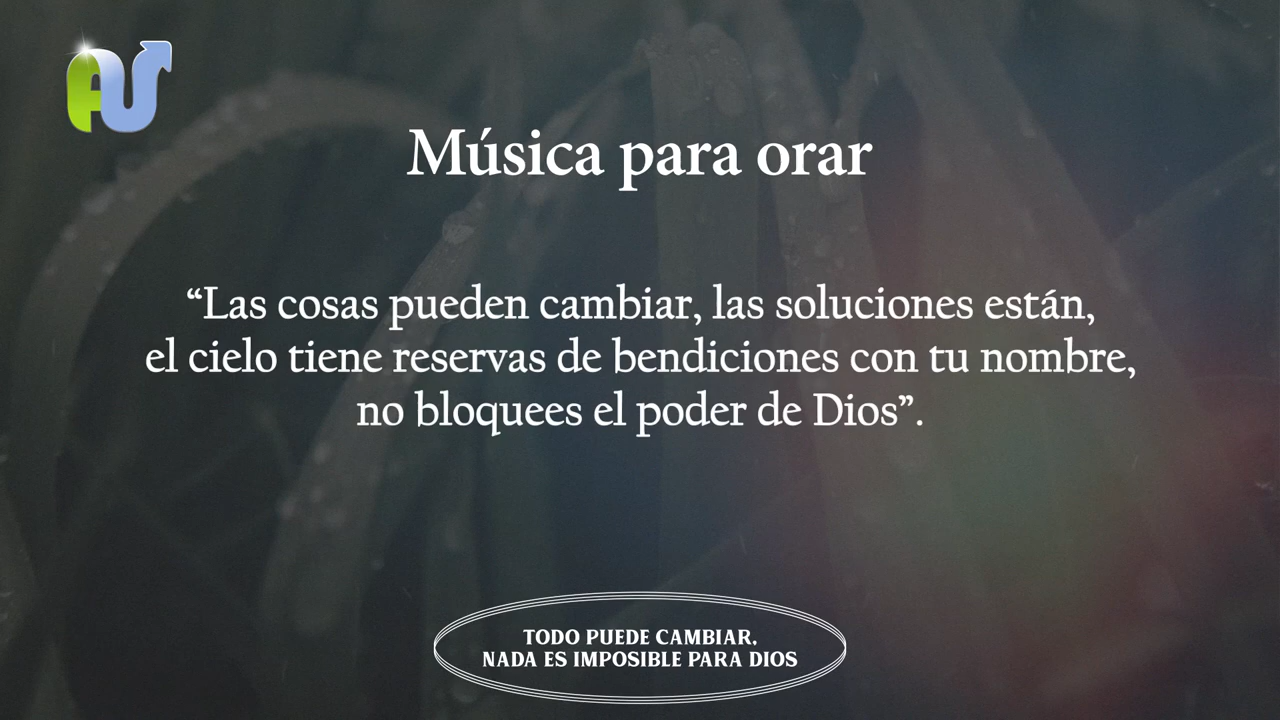 AU
Música para orar
“Las cosas pueden cambiar, las soluciones están,
el cielo tiene reservas de bendiciones con tu nombre,
no bloquees el poder de Dios”.
TODO PUEDE CAMBIAR,
NADA ES IMPOSIBLE PARA DIOS